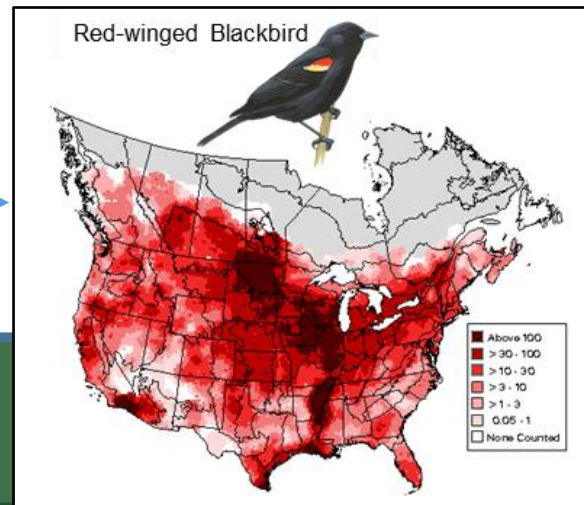 Red-winged Blackbird
Above 100
>30 - 100
>10 - 30
>3 - 10
>1 - 3
0.05 - 1
None Counted